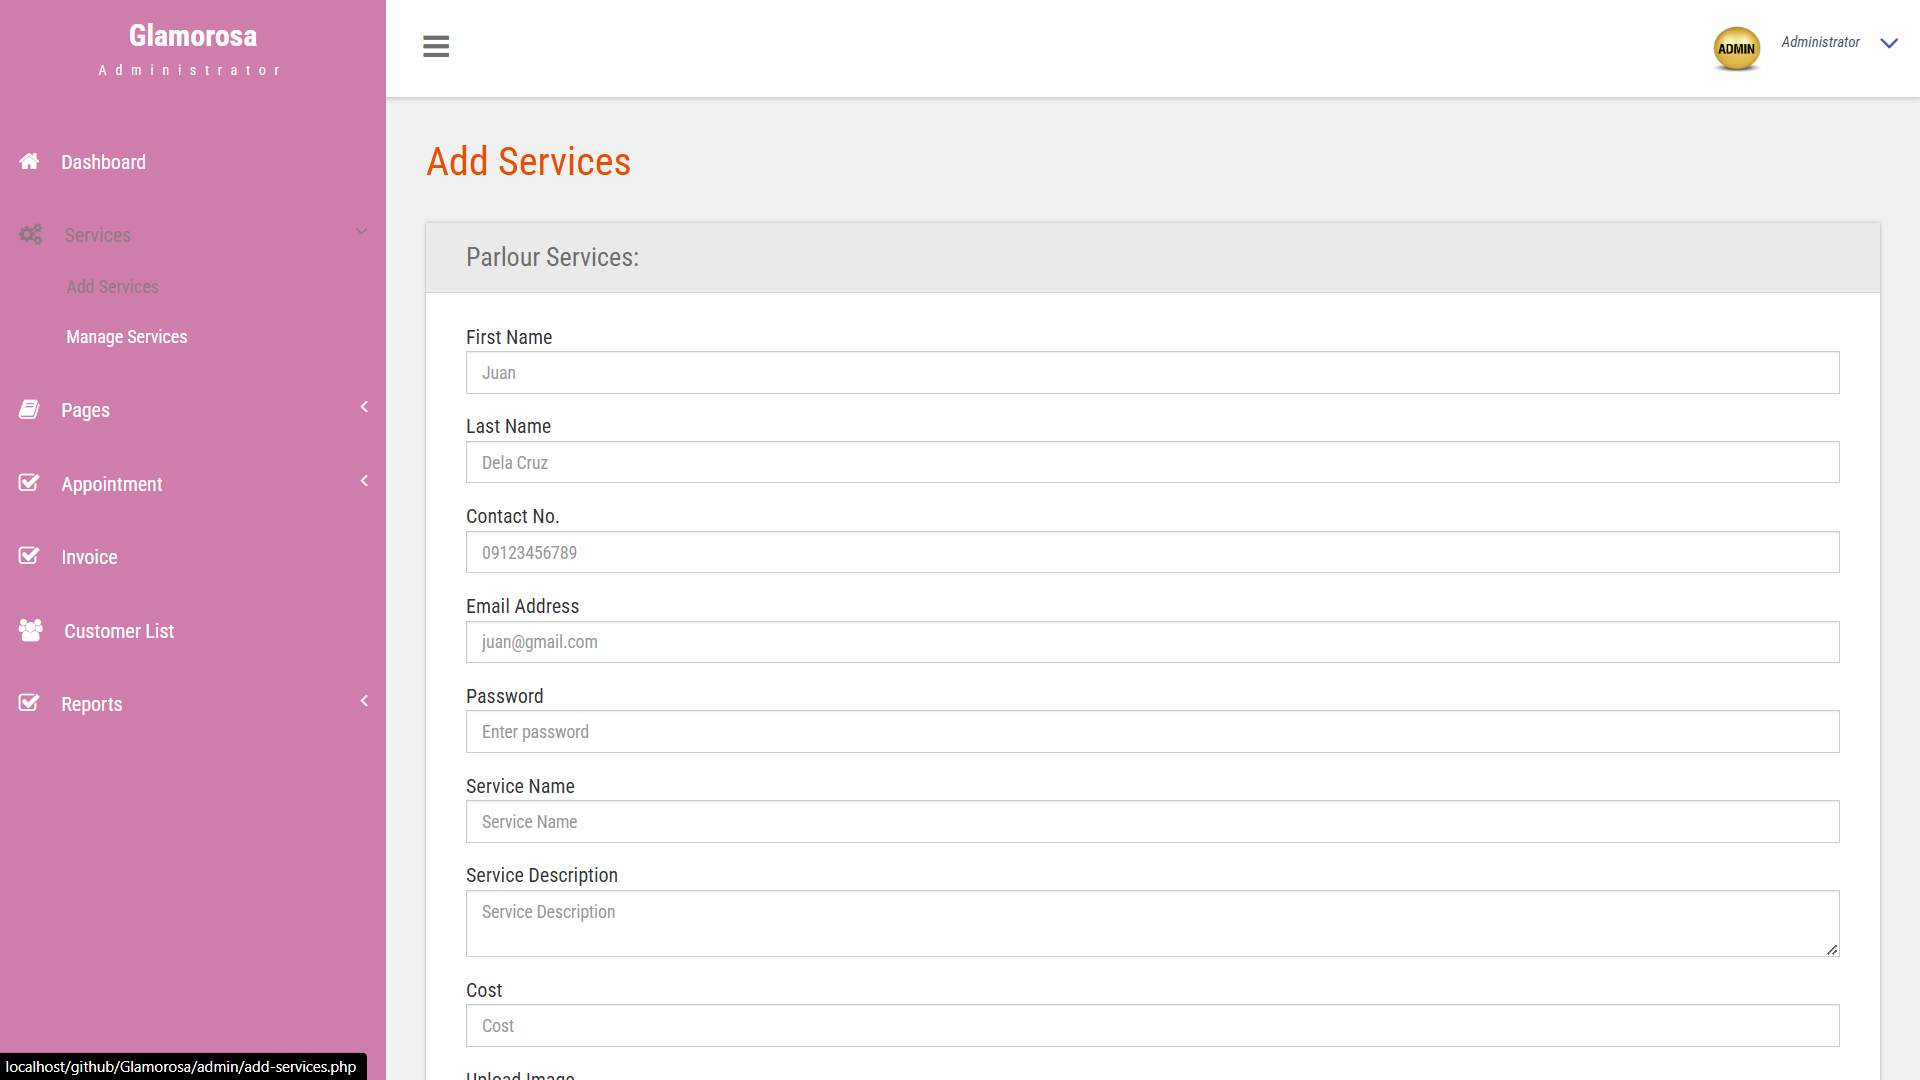 Glamorosa
Administrator
ADMIN
Administrator
Dashboard
Services
Add Services
Manage Services
Pages
Appointment
Invoice
Customer List
Reports
Add Services
Parlour Services:
First Name
Juan
Last Name
Dela Cruz
Contact No.
09123456789
Email Address
juan@gmail.com
Password
Enter password
Service Name
Service Name
Service Description
Service Description
Cost
Cost
Upload Image
localhost/github/Glamorosa/admin/add-services.php